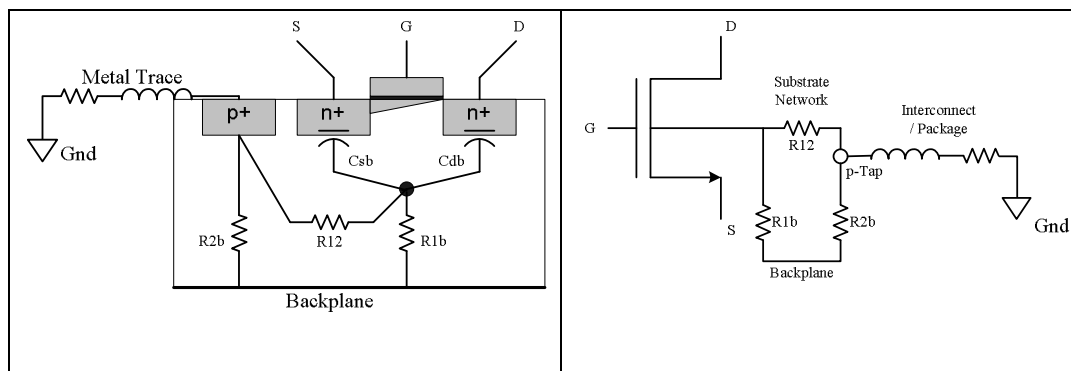 S
G
D
Metal Trace
p+
n+
n+
Gnd
Csb
Cdb
R2b
R12
R1b
Backplane
D
Substrate
Network
Interconnect
/ Package
G
R12
p-Tap
R1b
R2b
S
Gnd
Backplane